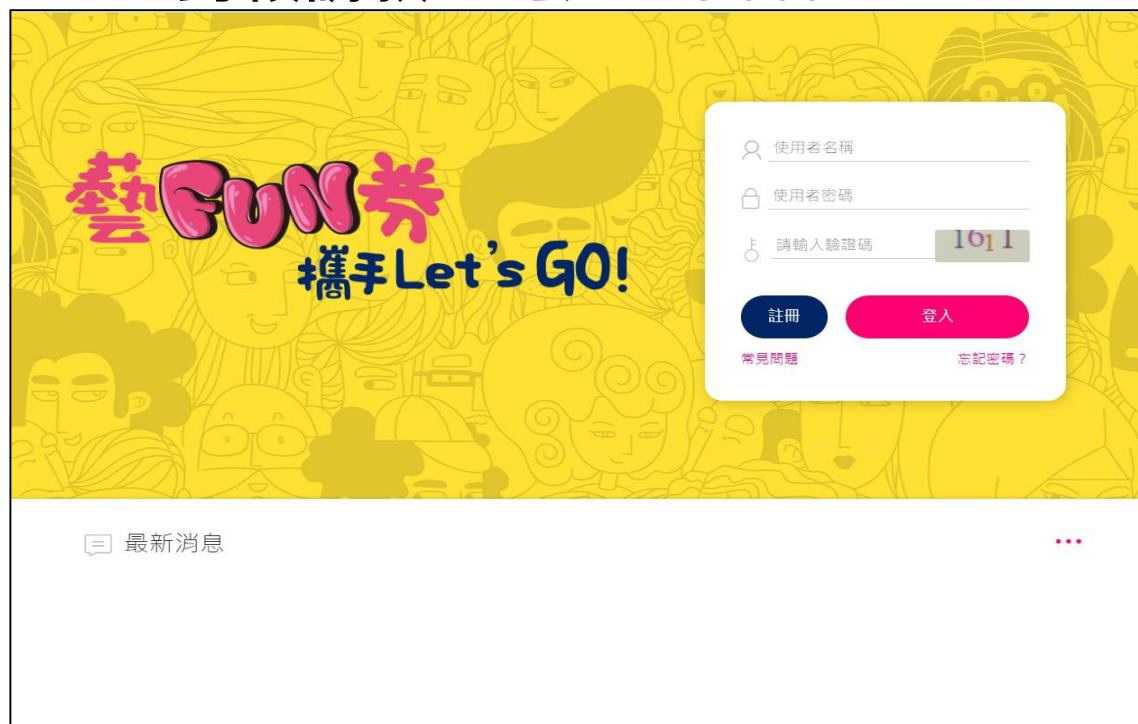 藝FUN券
攜手Let's GO!
使用者名稱
使用者密碼
請輸入驗證碼
1611
註冊
登入
常見問題
忘記密碼？
最新消息